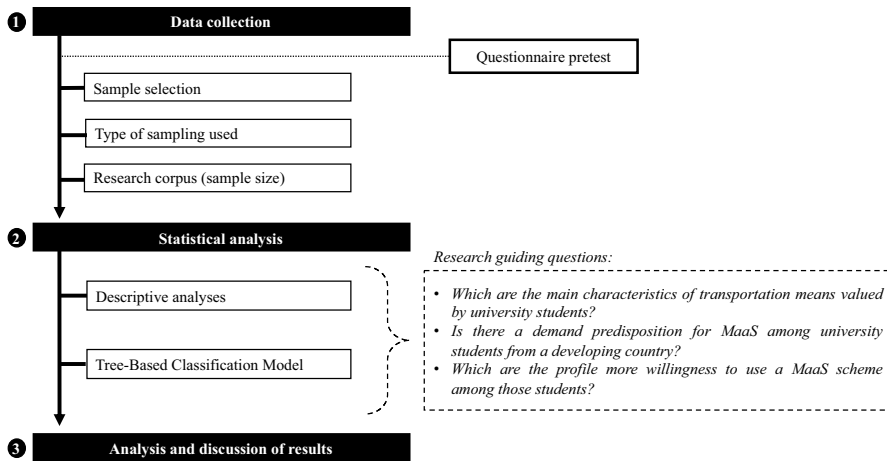 1 Data collection
Questionnaire pretest
Sample selection
Type of sampling used
Research corpus (sample size)
2 Statistical analysis
Research guiding questions:
Descriptive analyses
Tree-Based Classification Model
• Which are the main characteristics of transportation means valued
by university students?
• Is there a demand predisposition for MaaS among university
students from a developing country?
• Which are the profile more willingness to use a MaaS scheme
among those students?
3 Analysis and discussion of results